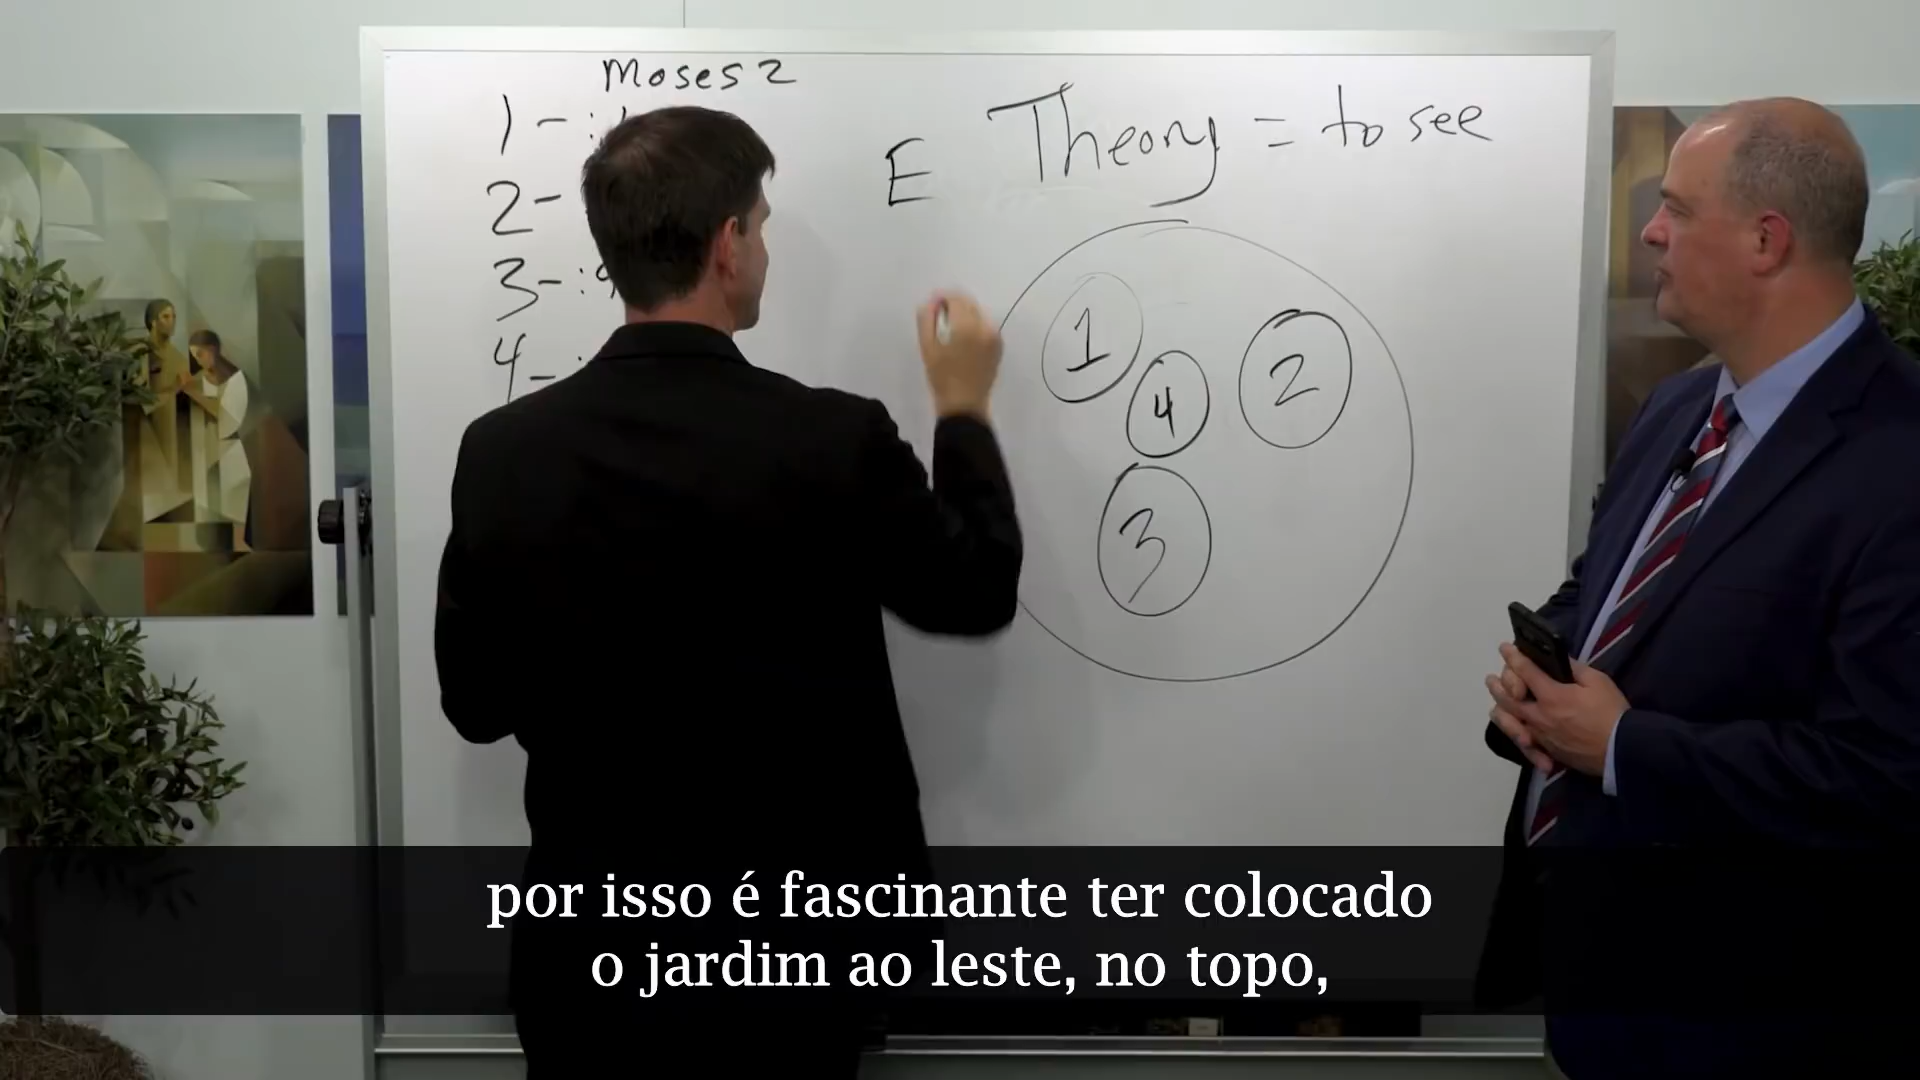 Moses 2
1-
2-
3-
4-
E
Theory = to see
1
2
4
3
por isso é fascinante ter colocado
o jardim ao leste, no topo,